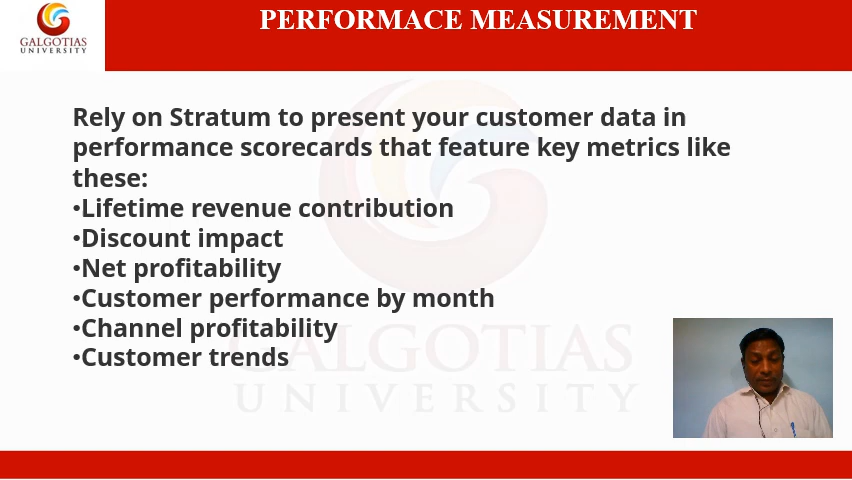 PERFORMACE MEASUREMENT
GALGOTIAS
UNIVERSITY
Rely on Stratum to present your customer data in
performance scorecards that feature key metrics like
these:
•Lifetime revenue contribution
•Discount impact
•Net profitability
•Customer performance by month
•Channel profitability
•Customer trends
GALGOTIAS
UNIVERSITY